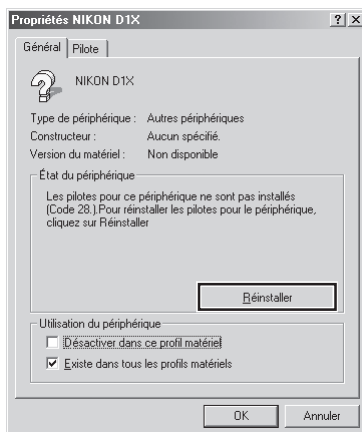 Propriétés NIKON D1X
Général
Pilote
NIKON D1X
Type de périphérique : Autres périphériques
Constructeur : Aucun spécifié.
Version du matériel : Non disponible
État du périphérique
Les pilotes pour ce périphérique ne sont pas installés
(Code 28.).Pour réinstaller les pilotes pour le périphérique,
cliquez sur Réinstaller
Réinstaller
Utilisation du périphérique
Désactiver dans ce profil matériel
Existe dans tous les profils matériels
OK
Annuler